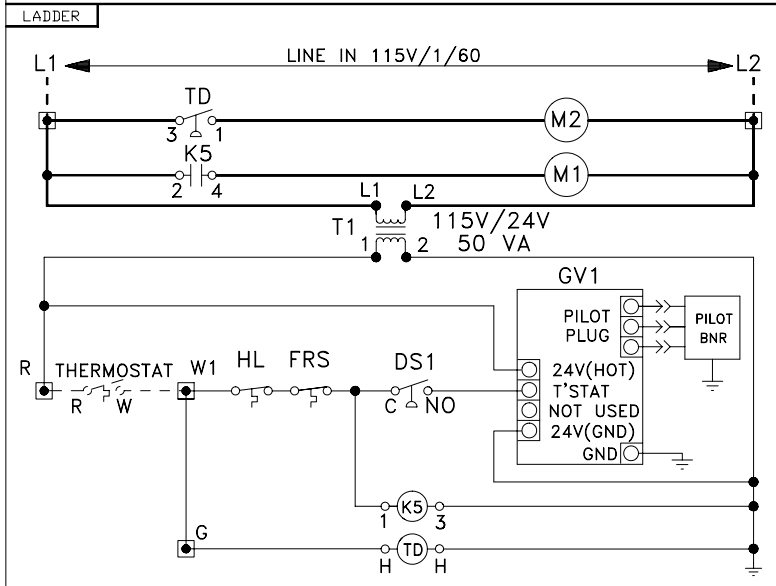 LADDER
LINE IN 115V/1/60
L1
L2
TD
3 1
M2
K5
2 4
M1
L1 L2
T1
115V/24V
1 2
50 VA
GV1
PILOT
PLUG
PILOT
BNR
R
THERMOSTAT
W1
HL
FRS
DS1
24V(HOT)
R W
C NO
T'STAT
NOT USED
24V(GND)
GND
1 K5 3
G
H TD H